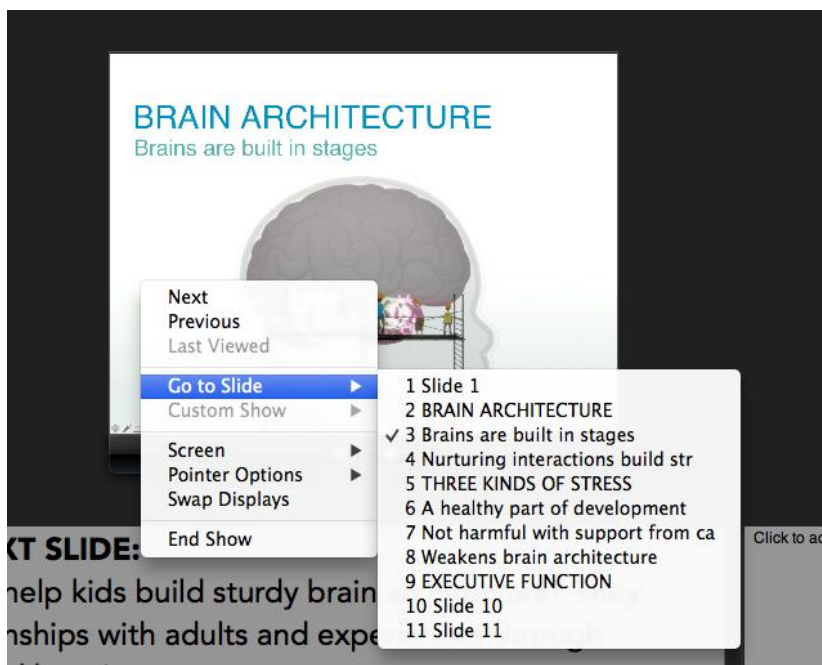 BRAIN ARCHITECTURE
Brains are built in stages
Next
Previous
Last Viewed
Go to Slide
Custom Show
Screen
Pointer Options
Swap Displays
End Show
1 Slide 1
2 BRAIN ARCHITECTURE
✓ 3 Brains are built in stages
4 Nurturing interactions build str
5 THREE KINDS OF STRESS
6 A healthy part of development
7 Not harmful with support from ca
8 Weakens brain architecture
9 EXECUTIVE FUNCTION
10 Slide 10
11 Slide 11
XT SLIDE:
help kids build sturdy brain
nships with adults and through
Click to ac